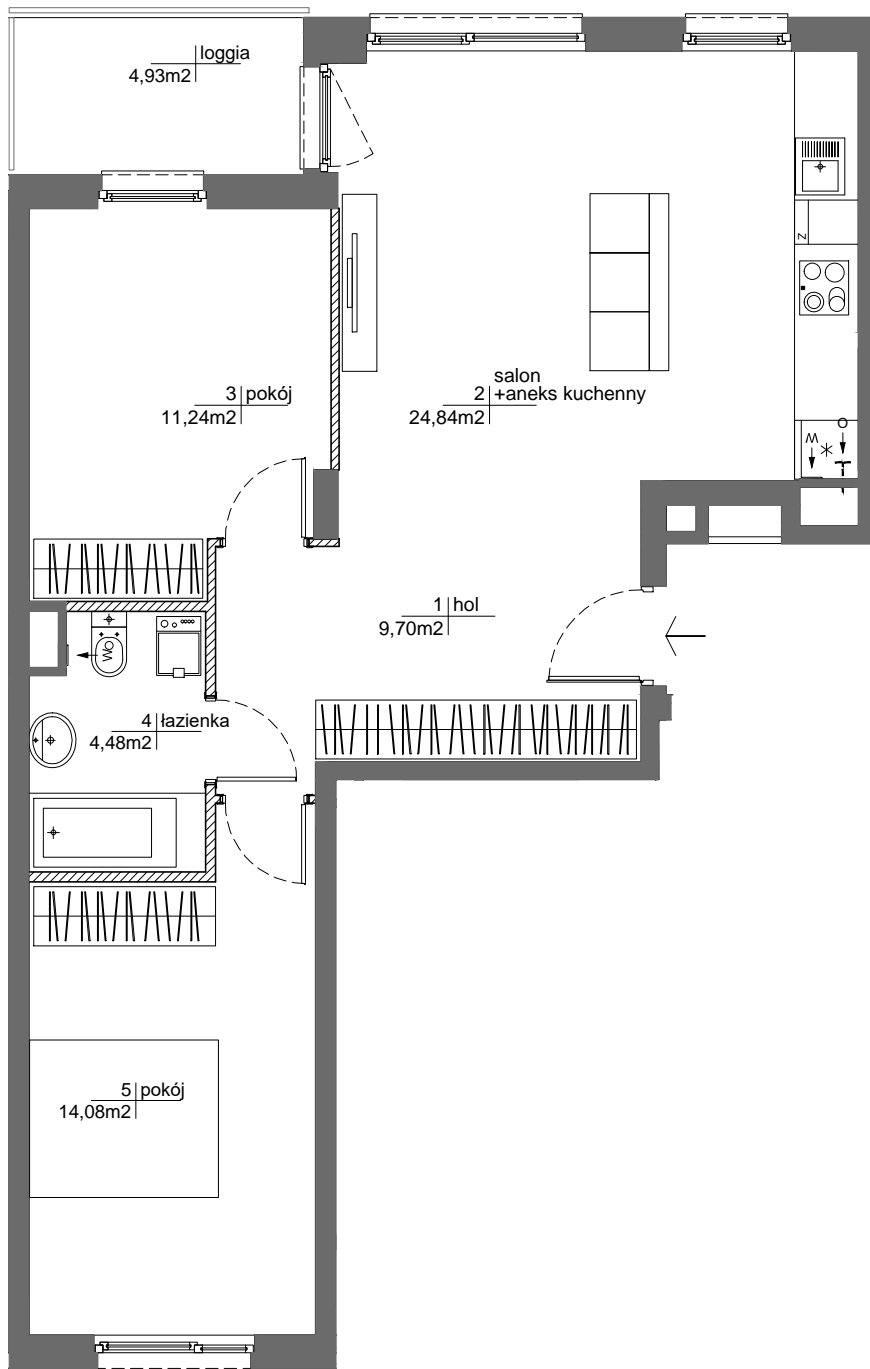 loggia
4,93m2
3 pokój
11,24m2
salon
2 +aneks kuchenny
24,84m2
Z
W
O
1 hol
9,70m2
WC
4 łazienka
4,48m2
5 pokój
14,08m2